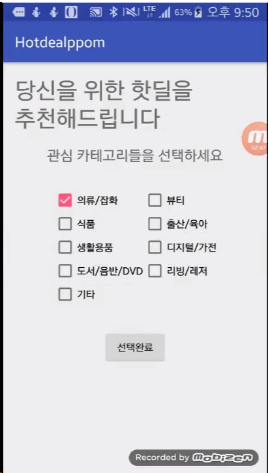 LTE 63% 오후 9:50
Hotdealppom
당신을 위한 핫딜을
추천해드립니다
관심 카테고리들을 선택하세요
의류/잡화 뷰티
식품 출산/육아
생활용품 디지털/가전
도서/음반/DVD 리빙/레저
기타
선택완료
Recorded by mobizen